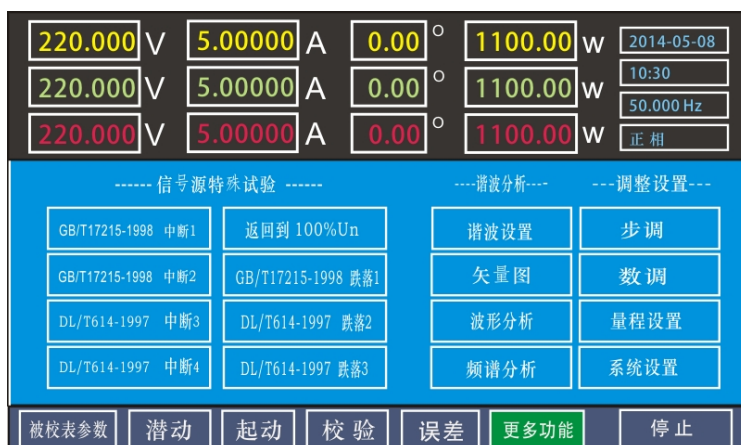 220.000 V 5.00000 A 0.00 ° 1100.00 w 2014-05-08
220.000 V 5.00000 A 0.00 ° 1100.00 w 10:30
50.000 Hz
220.000 V 5.00000 A 0.00 ° 1100.00 w 正相
------ 信号源特殊试验 ------ ----谐波分析---- ---调整设置---
GB/T17215-1998 中断1 返回到 100%Un 谐波设置 步调
GB/T17215-1998 中断2 GB/T17215-1998 跌落1 矢量图 数调
DL/T614-1997 中断3 DL/T614-1997 跌落2 波形分析 量程设置
DL/T614-1997 中断4 DL/T614-1997 跌落3 频谱分析 系统设置
被校表参数 潜动 起动 校验 误差 更多功能 停止